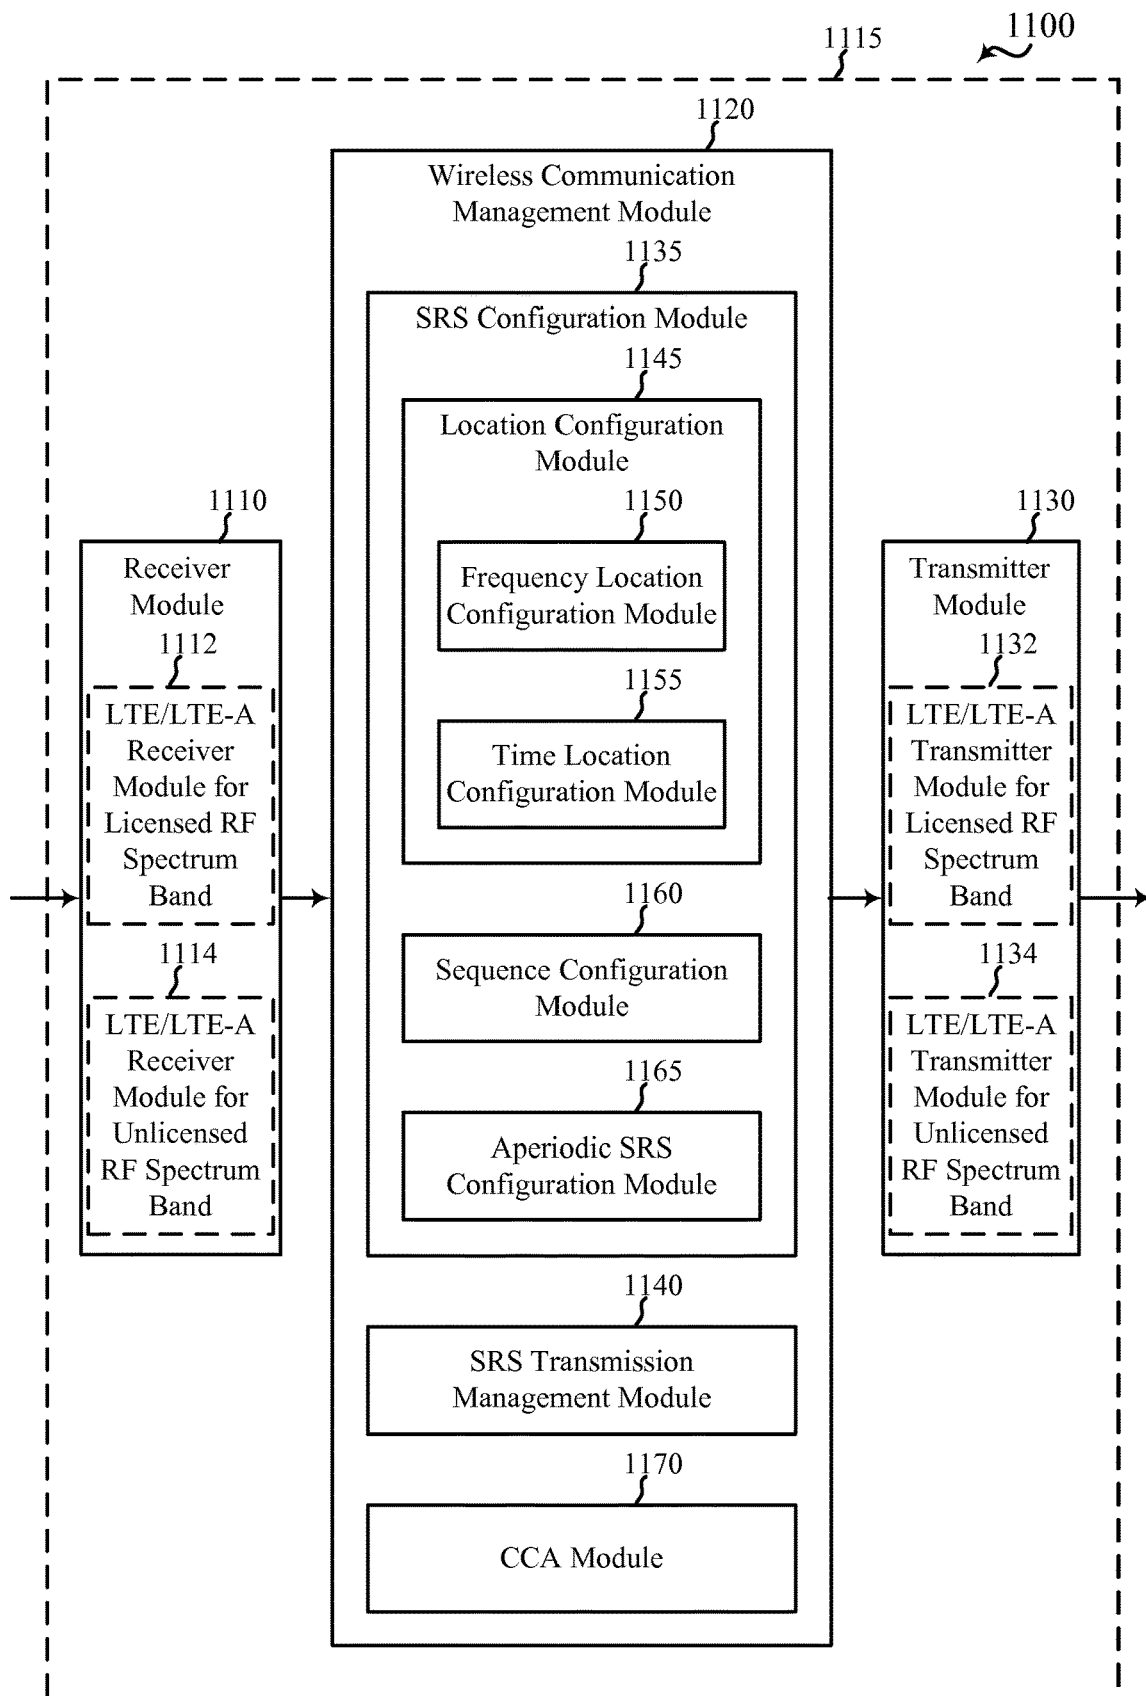 1100
1115
1120
Wireless Communication
Management Module
1135
SRS Configuration Module
1145
Location Configuration
Module
1150
Frequency Location
Configuration Module
1155
Time Location
Configuration Module
1160
Sequence Configuration
Module
1165
Aperiodic SRS
Configuration Module
1140
SRS Transmission
Management Module
1170
CCA Module
1110
Receiver
Module
1112
LTE/LTE-A
Receiver
Module for
Licensed RF
Spectrum
Band
1114
LTE/LTE-A
Receiver
Module for
Unlicensed
RF Spectrum
Band
1130
Transmitter
Module
1132
LTE/LTE-A
Transmitter
Module for
Licensed RF
Spectrum
Band
1134
LTE/LTE-A
Transmitter
Module for
Unlicensed
RF Spectrum
Band